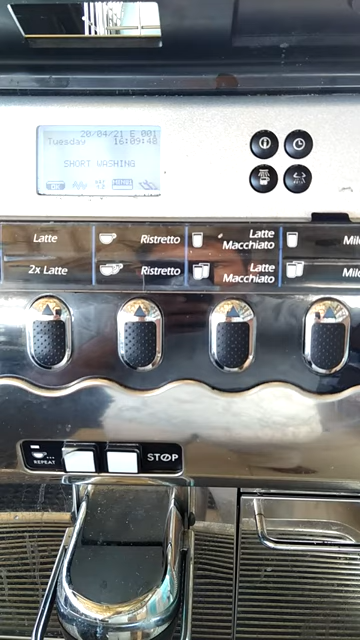 20/04/21 E 001
Tuesday 16:09:48
SHORT WASHING
Latte
Ristretto
Latte
Macchiato
2x Latte
Ristretto
Latte
Macchiato
REPEAT
STOP